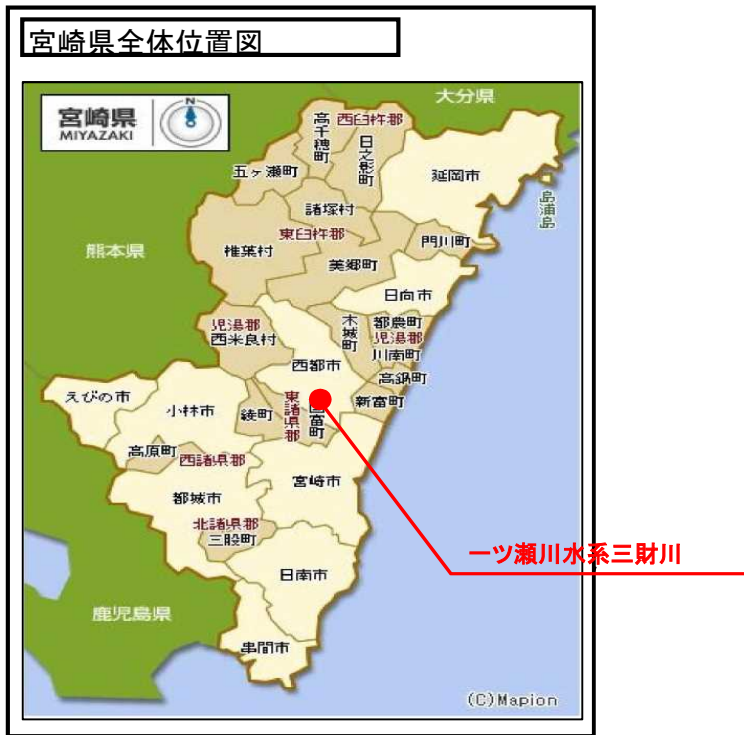 宮崎県全体位置図
宮崎県
MIYAZAKI
N
大分県
西臼杵郡
高千穂町
日之影町
五ヶ瀬町
延岡市
島浦島
諸塚村
東臼杵郡
門川町
熊本県
椎葉村
美郷町
日向市
児湯郡
西米良村
木城町
都農町
児湯郡
川南町
西都市
高鍋町
えびの市
小林市
綾町
東諸県郡
国富町
新富町
高原町
西諸県郡
宮崎市
都城市
北諸県郡
三股町
一ツ瀬川水系三財川
日南市
鹿児島県
串間市
(C)Mapion